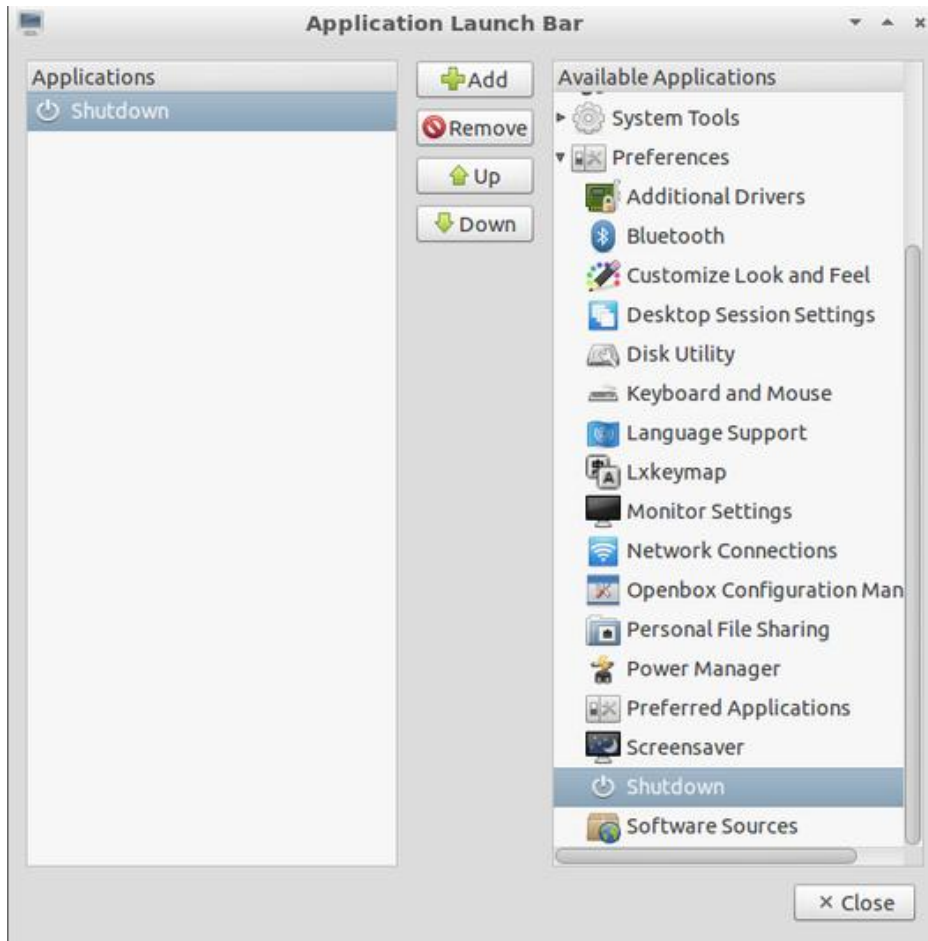 Application Launch Bar
Applications
Shutdown
Add
Remove
Up
Down
Available Applications
System Tools
Preferences
Additional Drivers
Bluetooth
Customize Look and Feel
Desktop Session Settings
Disk Utility
Keyboard and Mouse
Language Support
Lxkeymap
Monitor Settings
Network Connections
Openbox Configuration Man
Personal File Sharing
Power Manager
Preferred Applications
Screensaver
Shutdown
Software Sources
Close